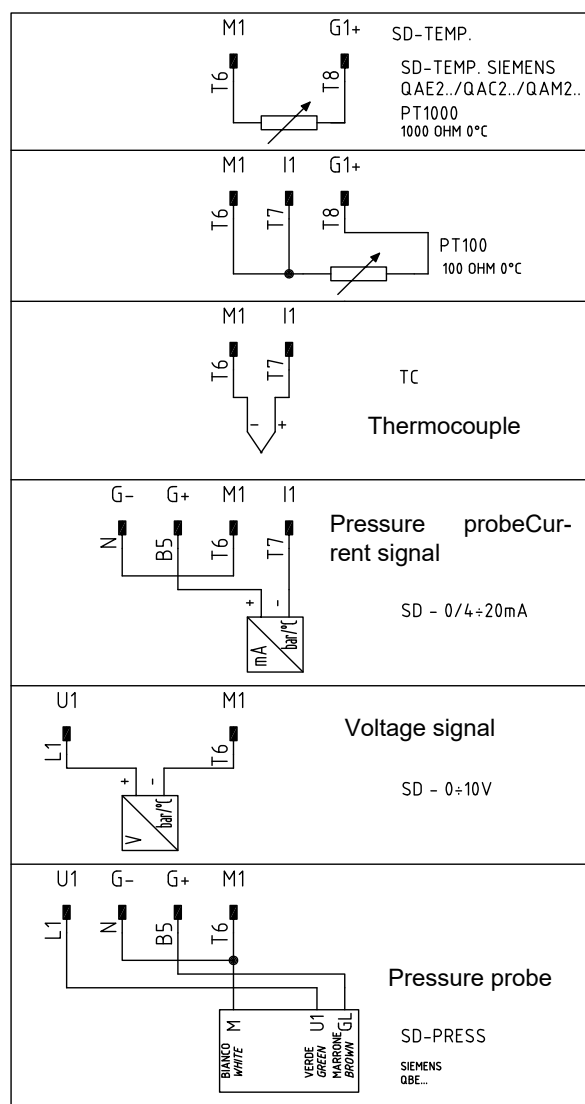 M1 G1+ SD-TEMP.
T6 T8
SD-TEMP. SIEMENS
QAE2../QAC2../QAM2..
PT1000
1000 OHM 0°C
M1 I1 G1+
T6 T7 T8
PT100
100 OHM 0°C
M1 I1
T6 T7
TC
- +
Thermocouple
G- G+ M1 I1
N B5 T6 T7
Pressure probeCur-
rent signal
+ -
SD - 0/4÷20mA
mA bar/°C
U1 M1
L1 T6
Voltage signal
+ -
SD - 0÷10V
V bar/°C
U1 G- G+ M1
L1 N B5 T6
Pressure probe
M U1 GL
BIANCO VERDE MARRONE
WHITE GREEN BROWN
SD-PRESS
SIEMENS
QBE...